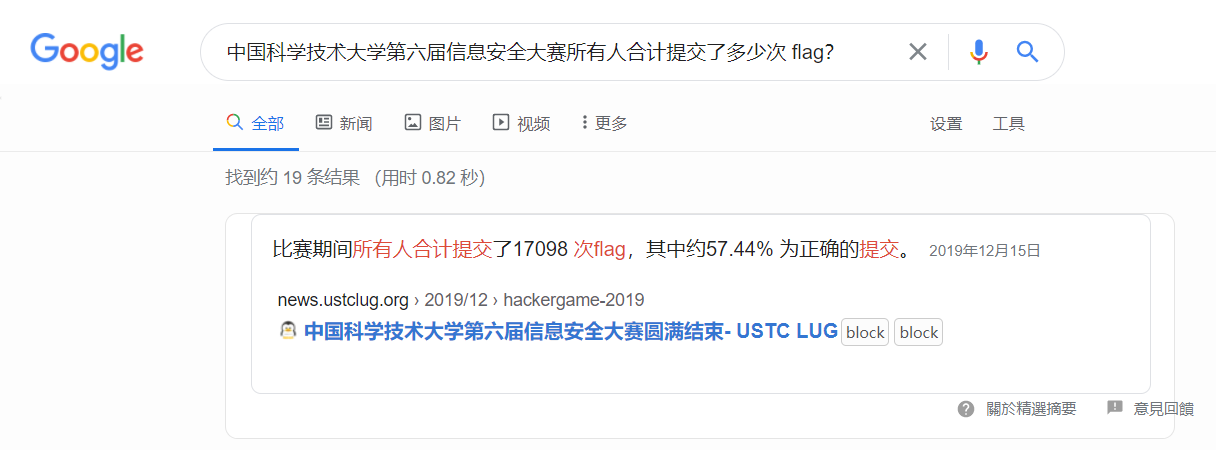 Google 中国科学技术大学第六届信息安全大赛所有人合计提交了多少次 flag?
全部 新闻 图片 视频 更多 设置 工具
找到约 19 条结果 （用时 0.82 秒）
比赛期间所有人合计提交了17098 次flag，其中约57.44% 为正确的提交。 2019年12月15日
news.ustclug.org › 2019/12 › hackergame-2019
中国科学技术大学第六届信息安全大赛圆满结束- USTC LUG block block
關於精選摘要 意見回饋